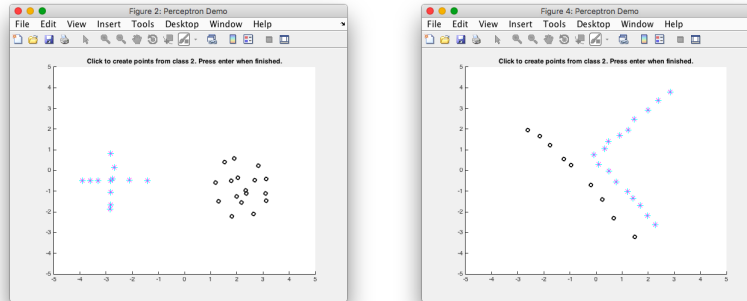 Figure 2: Perceptron Demo
File Edit View Insert Tools Desktop Window Help
Click to create points from class 2. Press enter when finished.
5
4
3
2
1
0
-1
-2
-3
-4
-5
-5 -4 -3 -2 -1 0 1 2 3 4 5
Figure 4: Perceptron Demo
File Edit View Insert Tools Desktop Window Help
Click to create points from class 2. Press enter when finished.
5
4
3
2
1
0
-1
-2
-3
-4
-5
-5 -4 -3 -2 -1 0 1 2 3 4 5